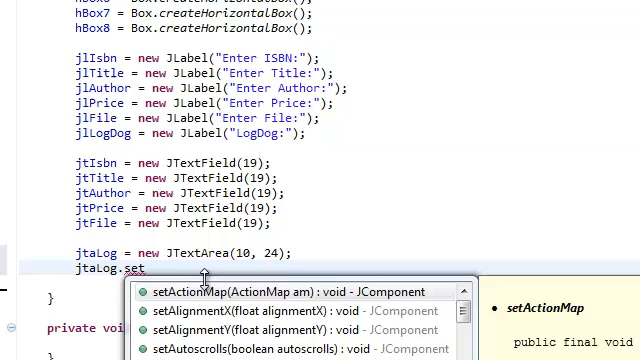 hBox7 = Box.createHorizontalBox();
hBox8 = Box.createHorizontalBox();
jlIsbn = new JLabel("Enter ISBN:");
jlTitle = new JLabel("Enter Title:");
jlAuthor = new JLabel("Enter Author:");
jlPrice = new JLabel("Enter Price:");
jlFile = new JLabel("Enter File:");
jlLogDog = new JLabel("LogDog:");
jtIsbn = new JTextField(19);
jtTitle = new JTextField(19);
jtAuthor = new JTextField(19);
jtPrice = new JTextField(19);
jtFile = new JTextField(19);
jtaLog = new JTextArea(10, 24);
jtaLog.set
setActionMap(ActionMap am) : void - JComponent
setAlignmentX(float alignmentX) : void - JComponent
setAlignmentY(float alignmentY) : void - JComponent
setAutoscrolls(boolean autoscrolls) : void - JComponent
• setActionMap
public final void
}
private void
}